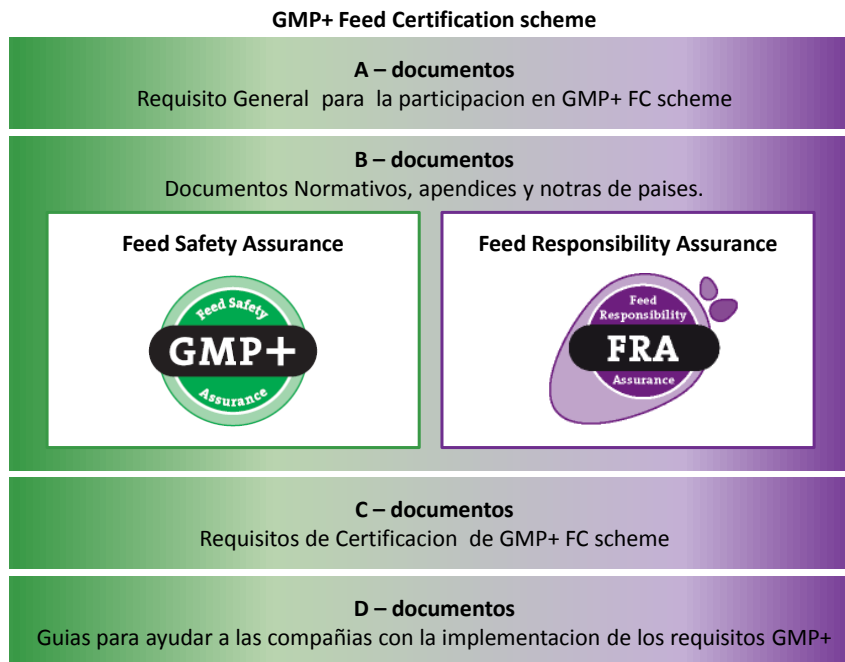 GMP+ Feed Certification scheme
A – documentos
Requisito General para la participacion en GMP+ FC scheme
B – documentos
Documentos Normativos, apendices y notras de paises.
Feed Safety Assurance
Feed Safety
GMP+
Assurance
Feed Responsibility Assurance
Feed
Responsibility
FRA
Assurance
C – documentos
Requisitos de Certificacion de GMP+ FC scheme
D – documentos
Guias para ayudar a las compañias con la implementacion de los requisitos GMP+